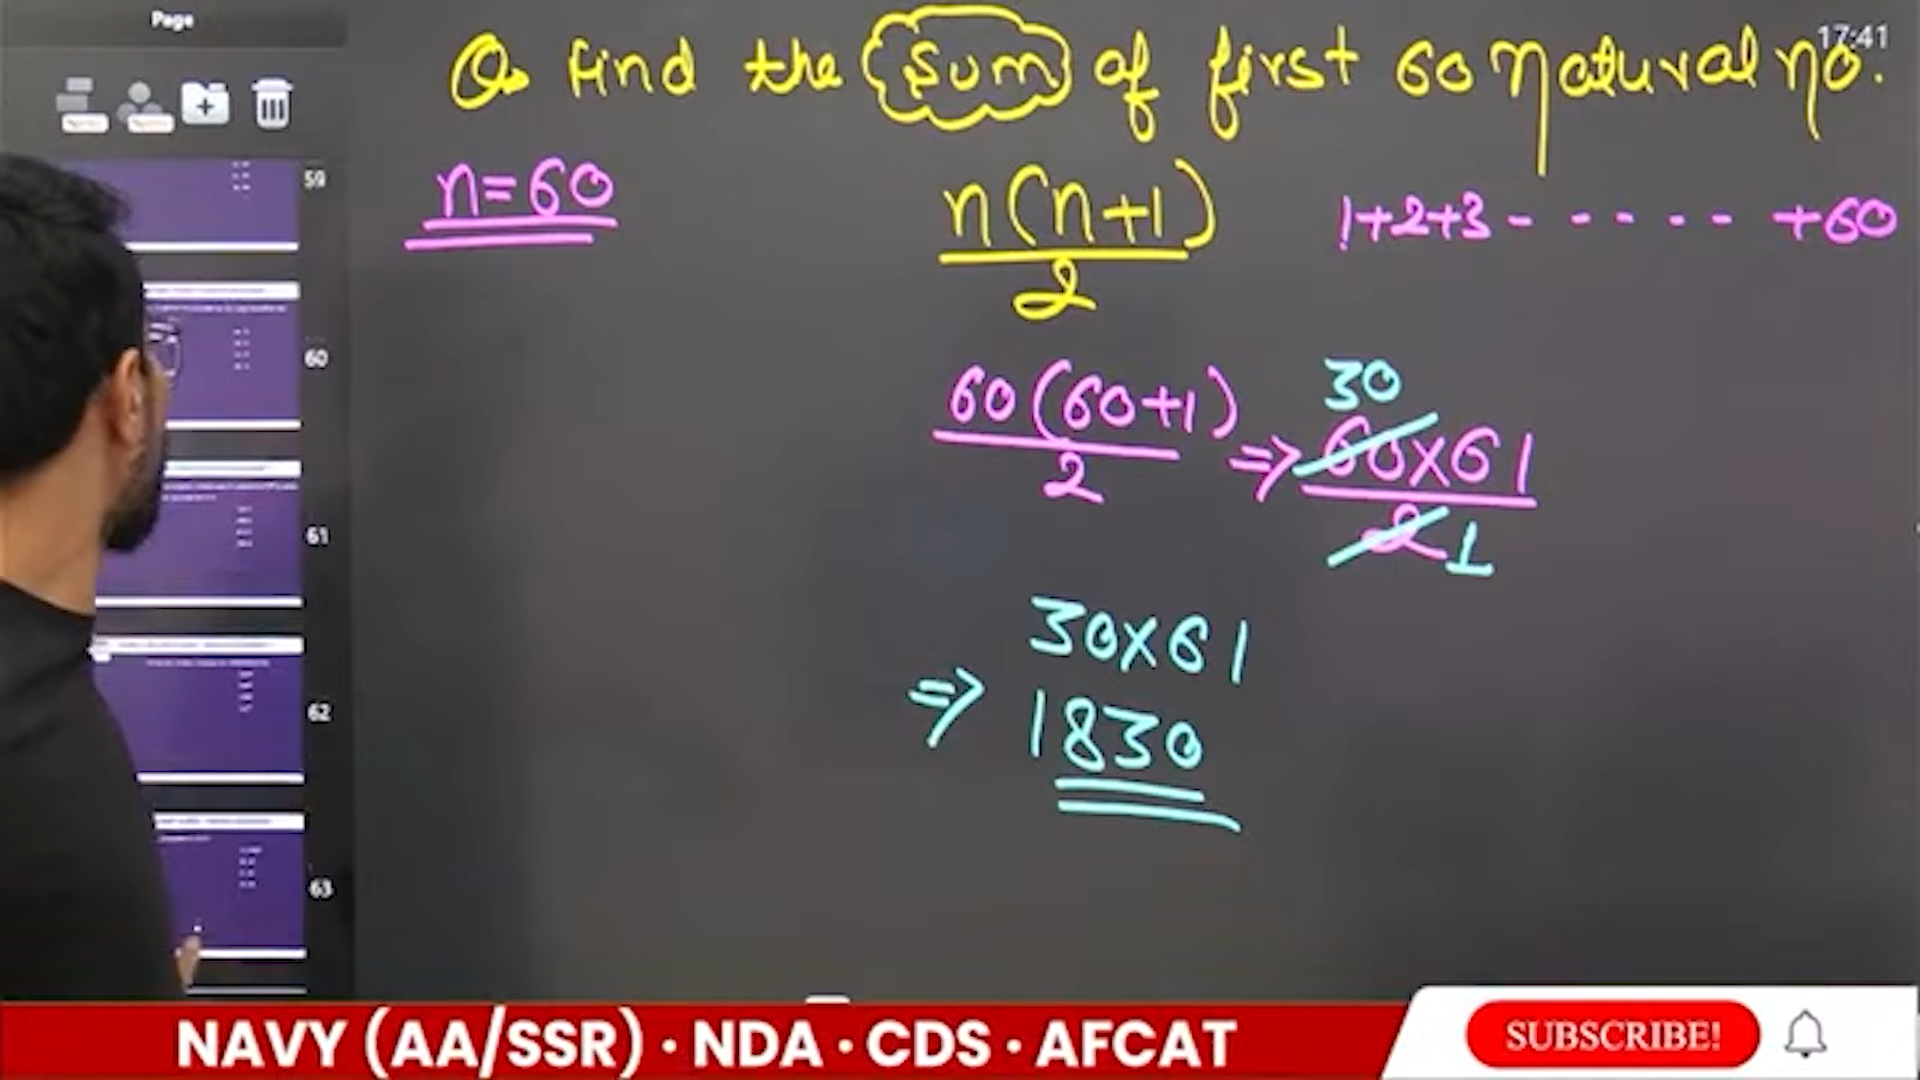 Page
17:41
Q. Find the sum of first 60 natural no.
n=60
n(n+1)
2
1+2+3 - - - - - +60
60(60+1)
2
⇒
30
60×61
2 1
30×61
⇒ 1830
59
60
61
62
63
NAVY (AA/SSR) · NDA · CDS · AFCAT
SUBSCRIBE!